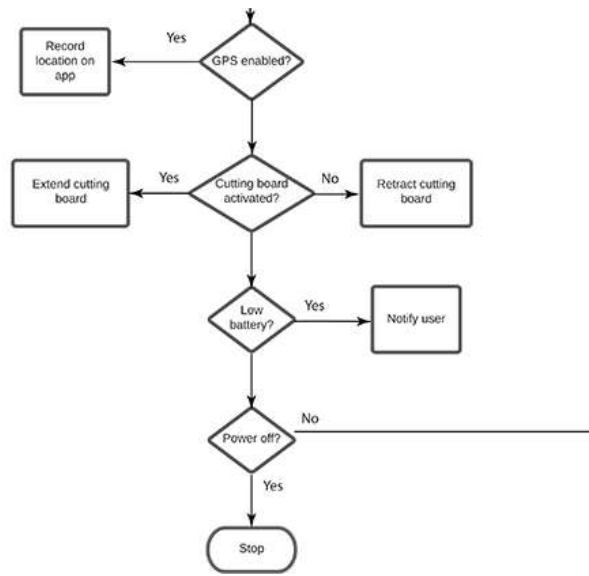 Yes
Record
location on
app
GPS enabled?
Extend cutting
board
Yes
Cutting board
activated?
No
Retract cutting
board
Low
battery?
Yes
Notify user
Power off?
No
Yes
Stop